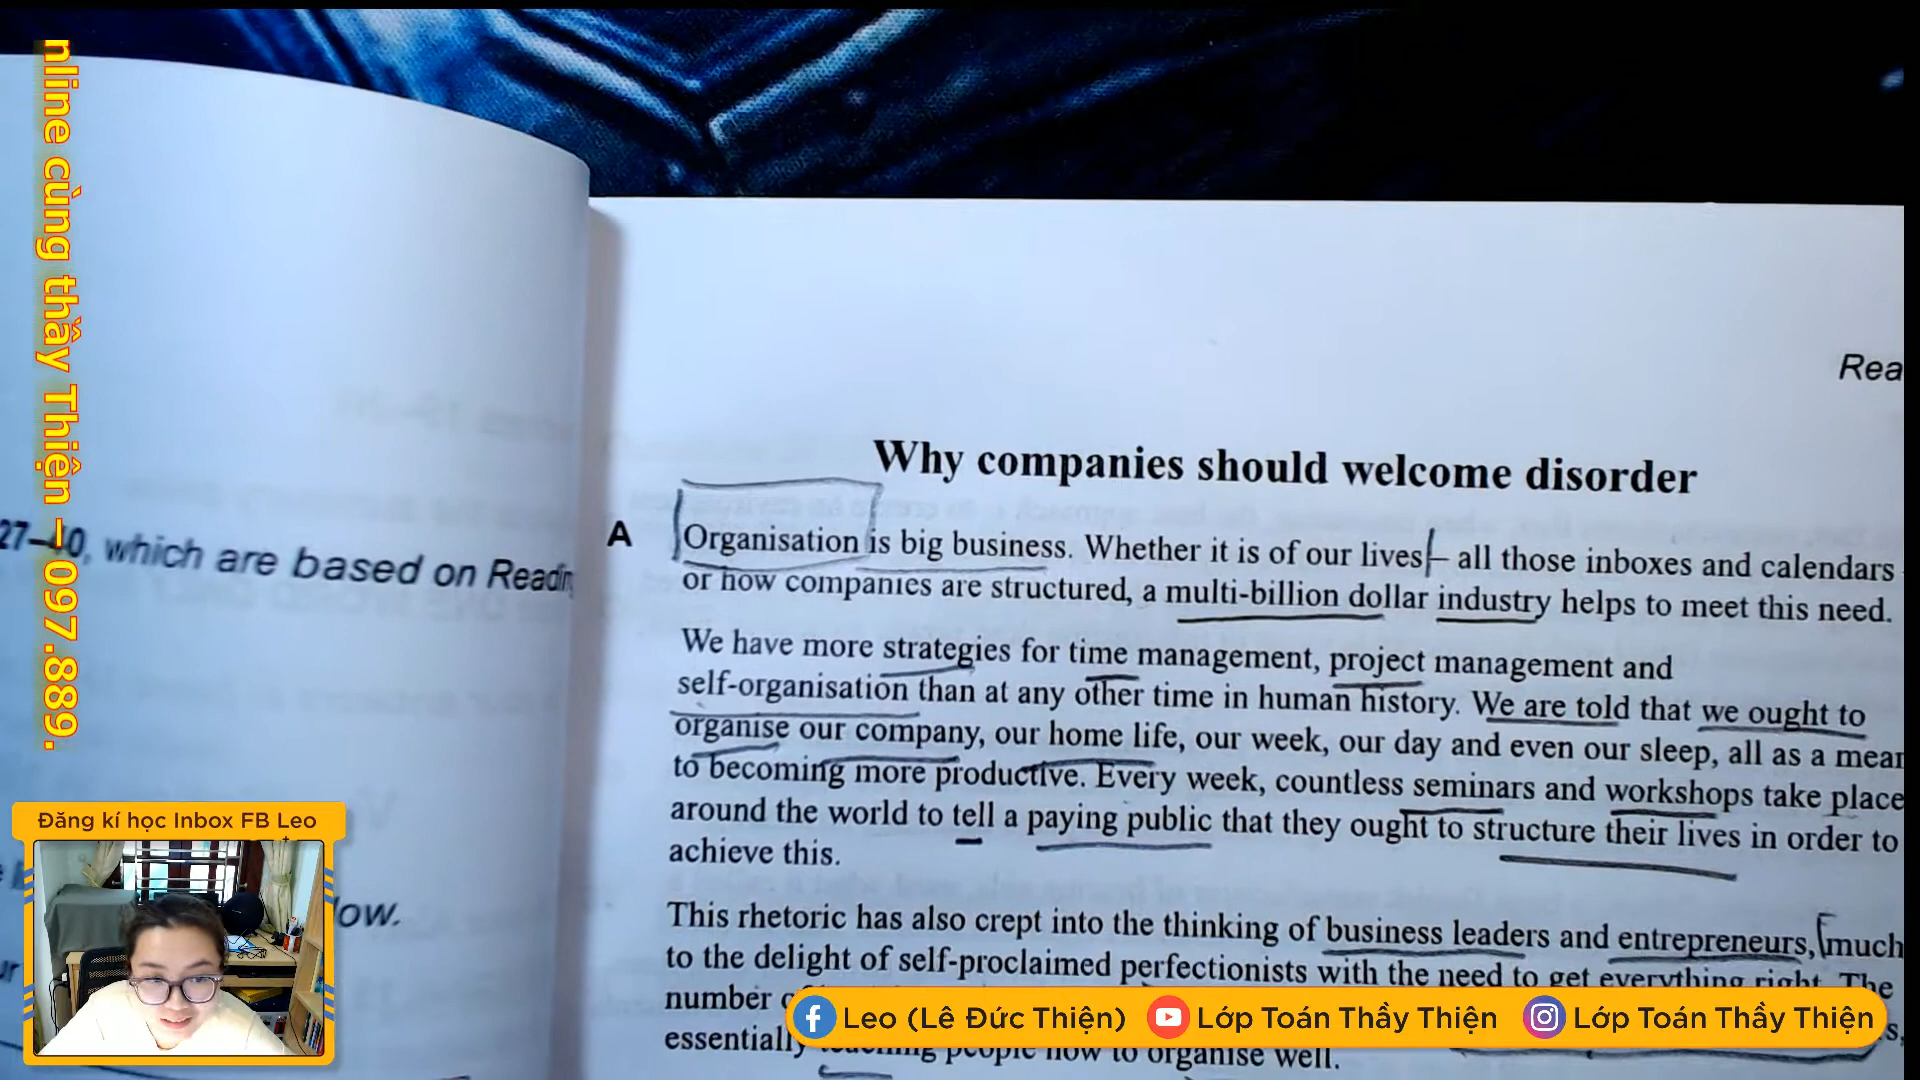 nline cùng thầy Thiện – 097.889.
27–40, which are based on Readin
low.
Rea
Why companies should welcome disorder
A Organisation is big business. Whether it is of our lives – all those inboxes and calendars
or how companies are structured, a multi-billion dollar industry helps to meet this need.
We have more strategies for time management, project management and
self-organisation than at any other time in human history. We are told that we ought to
organise our company, our home life, our week, our day and even our sleep, all as a mean
to becoming more productive. Every week, countless seminars and workshops take place
around the world to tell a paying public that they ought to structure their lives in order to
achieve this.
This rhetoric has also crept into the thinking of business leaders and entrepreneurs, much
to the delight of self-proclaimed perfectionists with the need to get everything right. The
number
essentially teaching people how to organise well.
Đăng kí học Inbox FB Leo
Leo (Lê Đức Thiện) Lớp Toán Thầy Thiện Lớp Toán Thầy Thiện